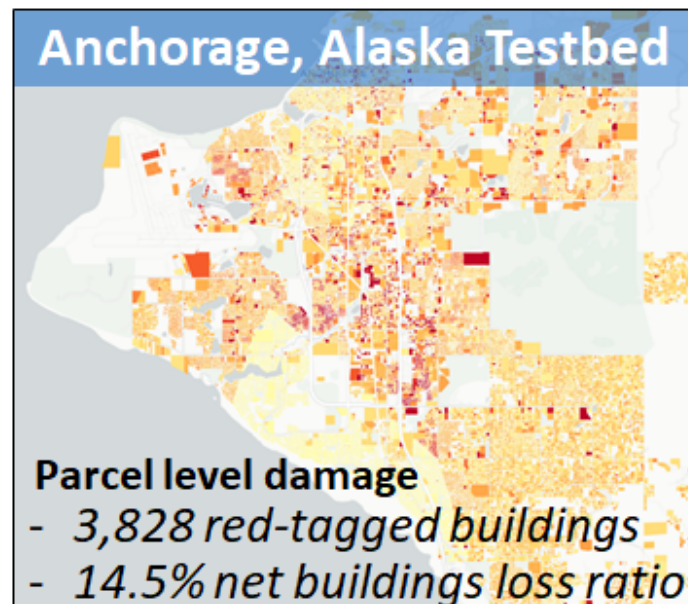 Anchorage, Alaska Testbed
Parcel level damage
- 3,828 red-tagged buildings
- 14.5% net buildings loss ratio